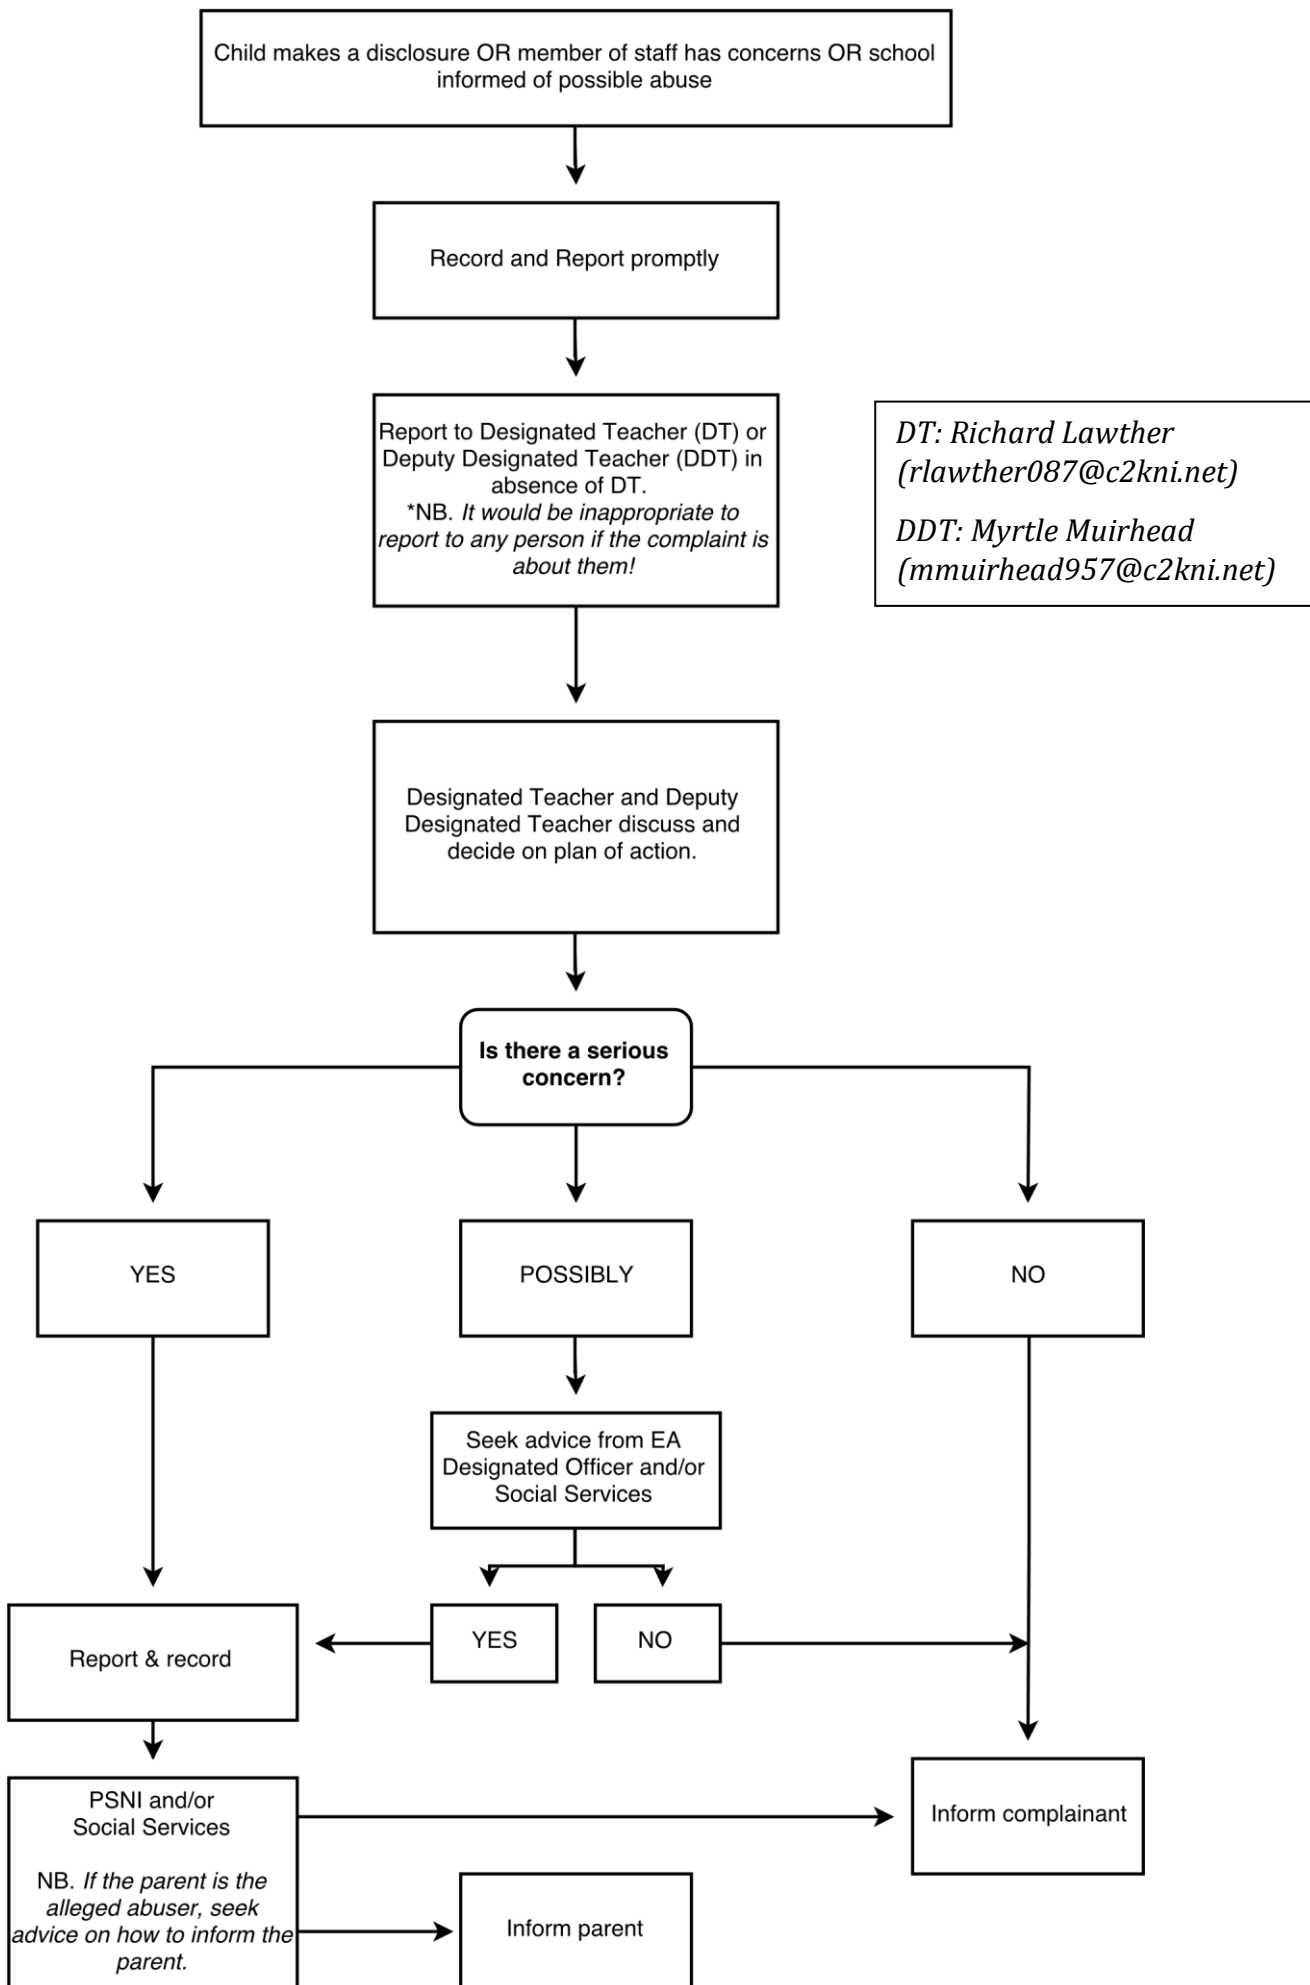 Child makes a disclosure OR member of staff has concerns OR school
informed of possible abuse
Record and Report promptly
Report to Designated Teacher (DT) or
Deputy Designated Teacher (DDT) in
absence of DT.
*NB. It would be inappropriate to
report to any person if the complaint is
about them!
DT: Richard Lawther
(rlawther087@c2kni.net)
DDT: Myrtle Muirhead
(mmuirhead957@c2kni.net)
Designated Teacher and Deputy
Designated Teacher discuss and
decide on plan of action.
Is there a serious
concern?
YES
POSSIBLY
NO
Seek advice from EA
Designated Officer and/or
Social Services
YES
NO
Report & record
PSNI and/or
Social Services
NB. If the parent is the
alleged abuser, seek
advice on how to inform the
parent.
Inform complainant
Inform parent